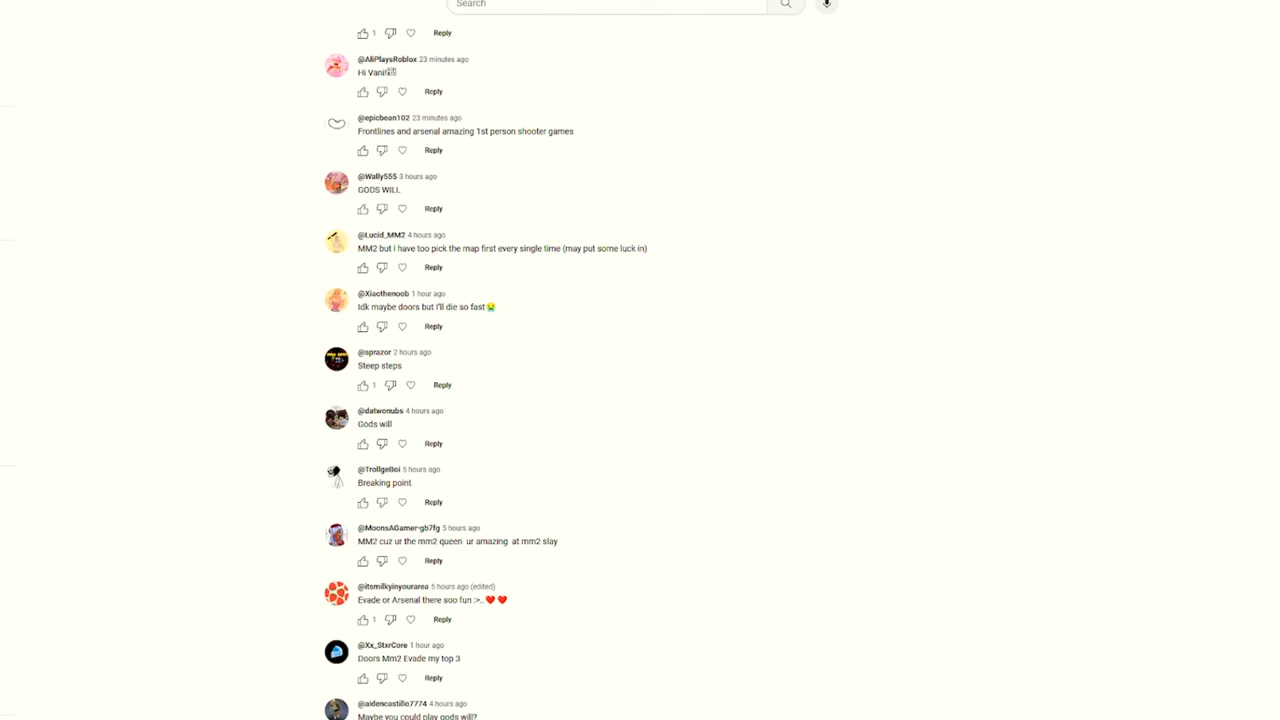 Search
1
Reply
@AliPlaysRoblox 23 minutes ago
Hi Vani!
Reply
@epicbean102 23 minutes ago
Frontlines and arsenal amazing 1st person shooter games
Reply
@Wally555 3 hours ago
GODS WILL
Reply
@Lucid_MM2 4 hours ago
MM2 but i have too pick the map first every single time (may put some luck in)
Reply
@Xiaothenoob 1 hour ago
Idk maybe doors but I'll die so fast😭
Reply
@sprazor 2 hours ago
Steep steps
1 Reply
@datwonubs 4 hours ago
Gods will
Reply
@TrollgeBoi 5 hours ago
Breaking point
Reply
@MoonsAGamer-gb7fg 5 hours ago
MM2 cuz ur the mm2 queen ur amazing at mm2 slay
Reply
@itsmilkyinyourarea 5 hours ago (edited)
Evade or Arsenal there soo fun :>..❤️ ❤️
1 Reply
@Xx_StxrCore 1 hour ago
Doors Mm2 Evade my top 3
Reply
@aidencastillo7774 4 hours ago
Maybe you could play gods will?